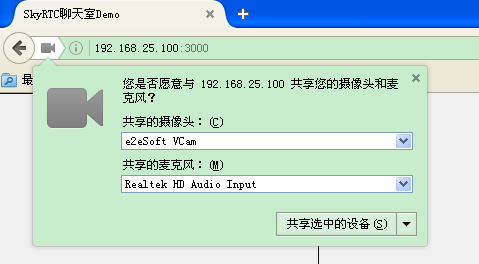 SkyRTC聊天室Demo
192.168.25.100:3000
最
您是否愿意与 192.168.25.100 共享您的摄像头和麦
克风？
共享的摄像头：(C)
e2eSoft VCam
共享的麦克风：(M)
Realtek HD Audio Input
共享选中的设备(S)